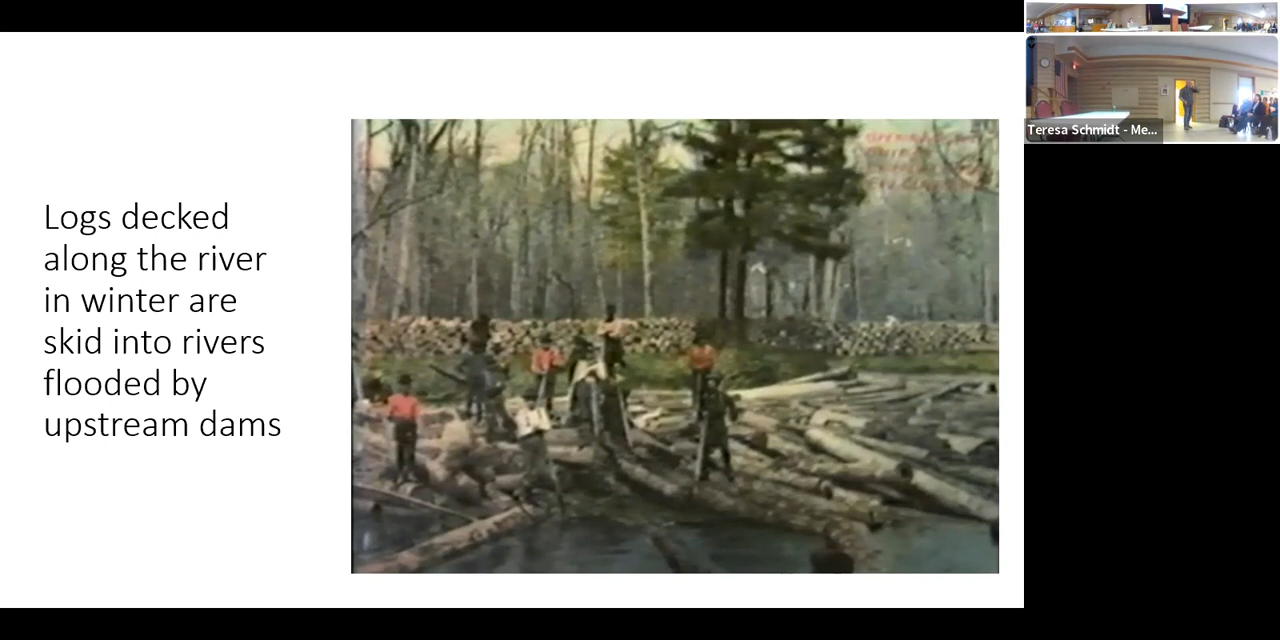 Logs decked
along the river
in winter are
skid into rivers
flooded by
upstream dams
Teresa Schmidt - Me...